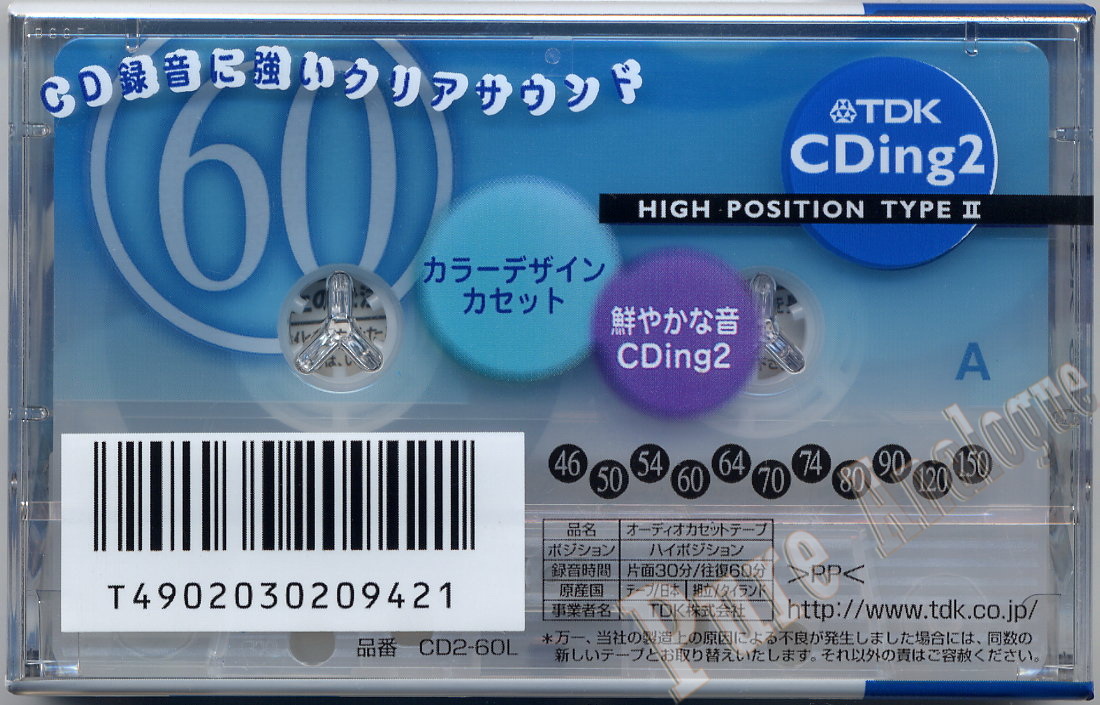 CD録音に強いクリアサウンド
60
TDK
CDing2
HIGH POSITION TYPE II
カラーデザイン
カセット
鮮やかな音
CDing2
A
46 50 54 60 64 70 74 80 90 120 150
T4902030209421
品番 CD2-60L
品名 オーディオカセットテープ
ポジション ハイポジション
録音時間 片面30分/往復60分
原産国 テープ/日本 組立/タイランド
事業者名 TDK株式会社
>RP<
http://www.tdk.co.jp/
*万一、当社の製造上の原因による不良が発生しました場合には、同数の
新しいテープとお取り替えいたします。それ以外の責はご容赦ください。
Pure Analogue